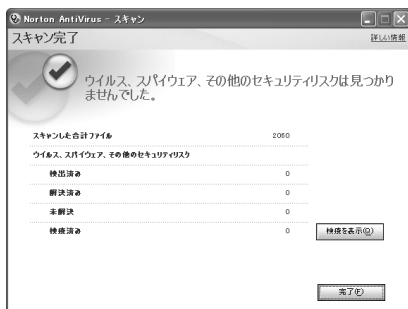 Norton AntiVirus - スキャン
スキャン完了
詳しい情報
ウイルス、スパイウェア、その他のセキュリティリスクは見つかり
ませんでした。
スキャンした合計ファイル 2060
ウイルス、スパイウェア、その他のセキュリティリスク
検出済み 0
解決済み 0
未解決 0
検疫済み 0
検疫を表示(Q)
完了(F)